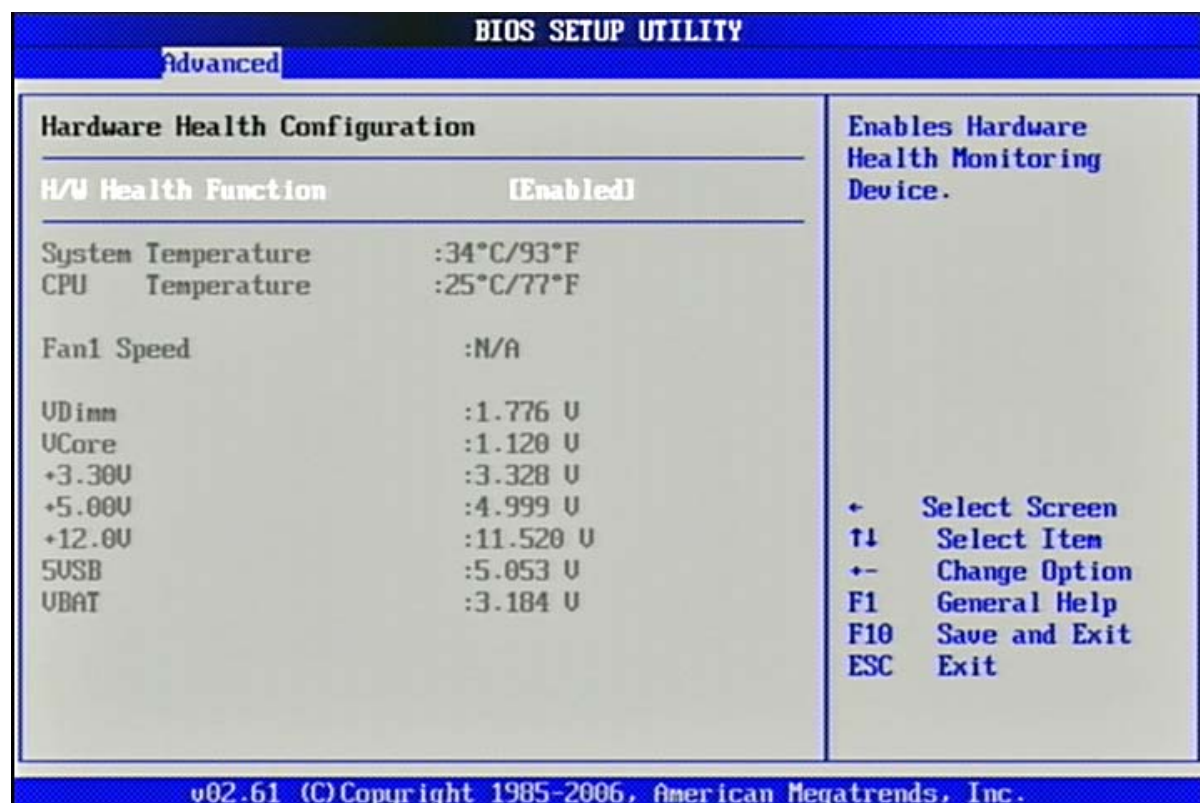 BIOS SETUP UTILITY
Advanced
Hardware Health Configuration
H/W Health Function [Enabled]
System Temperature :34°C/93°F
CPU Temperature :25°C/77°F
Fan1 Speed :N/A
VDimm :1.776 V
VCore :1.120 V
+3.30V :3.328 V
+5.00V :4.999 V
+12.0V :11.520 V
5VSB :5.053 V
VBAT :3.184 V
Enables Hardware
Health Monitoring
Device.
← Select Screen
↑↓ Select Item
+- Change Option
F1 General Help
F10 Save and Exit
ESC Exit
v02.61 (C)Copyright 1985-2006, American Megatrends, Inc.